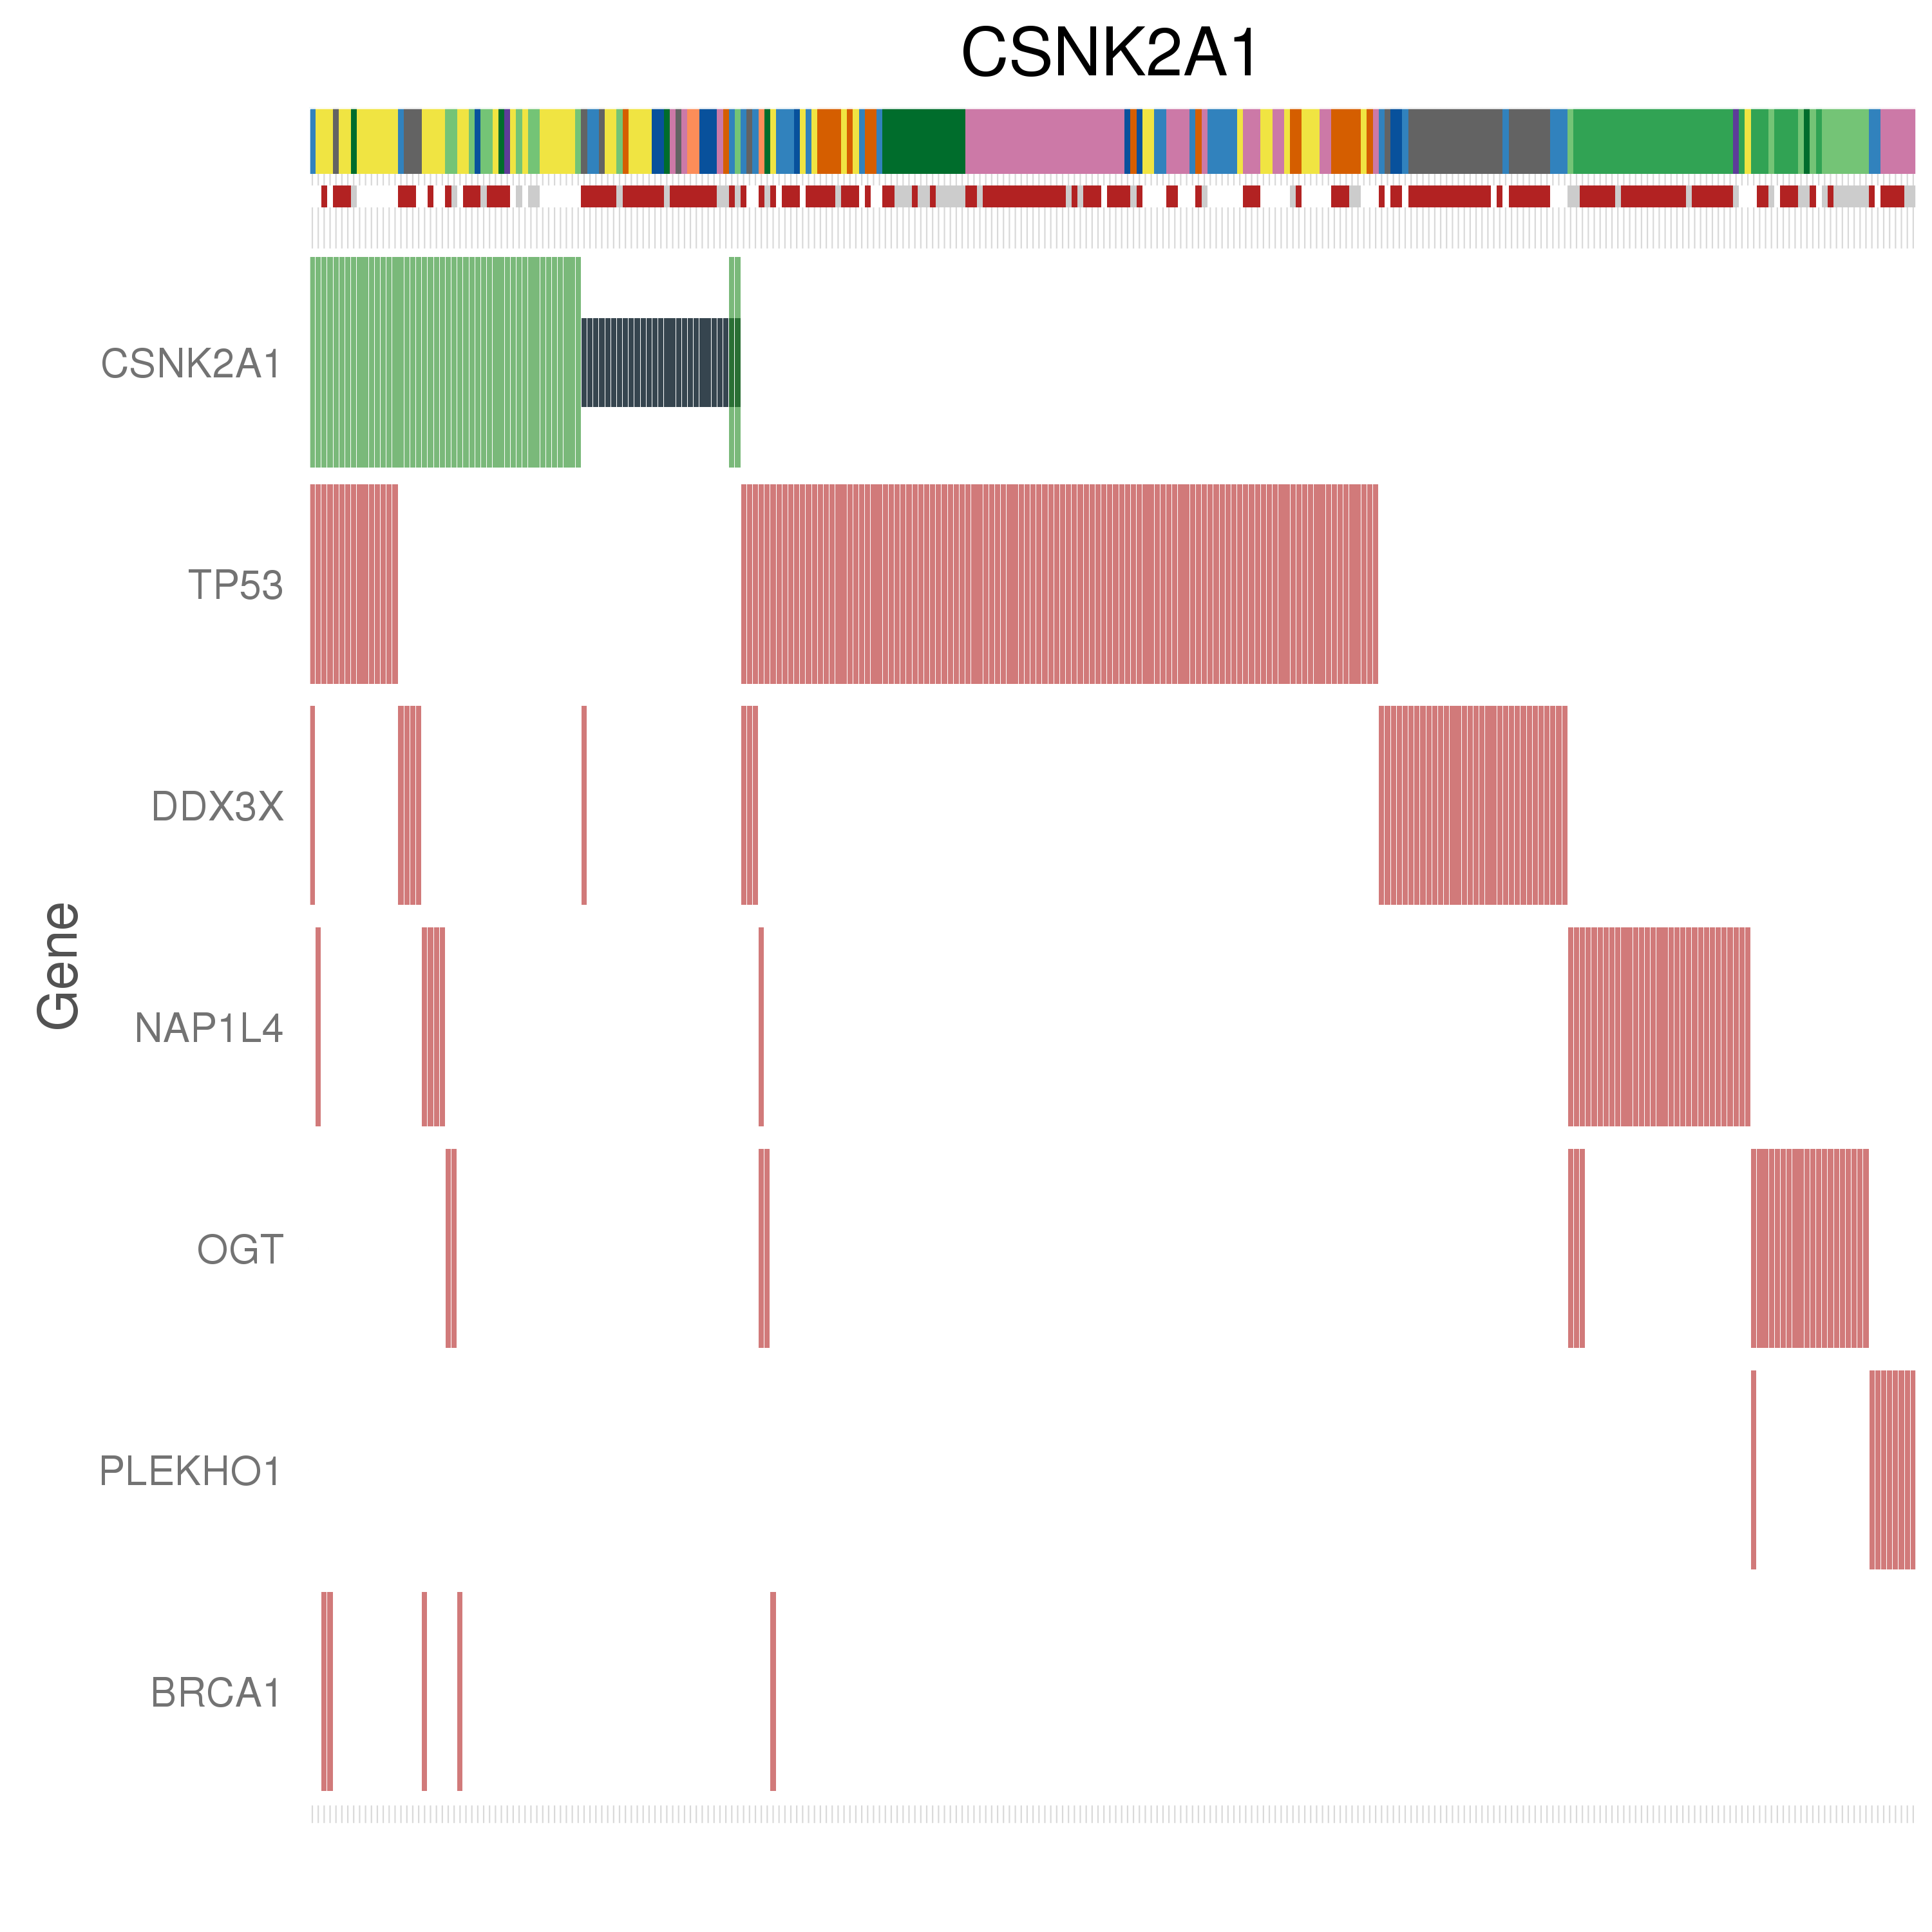 CSNK2A1
CSNK2A1
TP53
DDX3X
NAP1L4
OGT
PLEKHO1
BRCA1
Gene